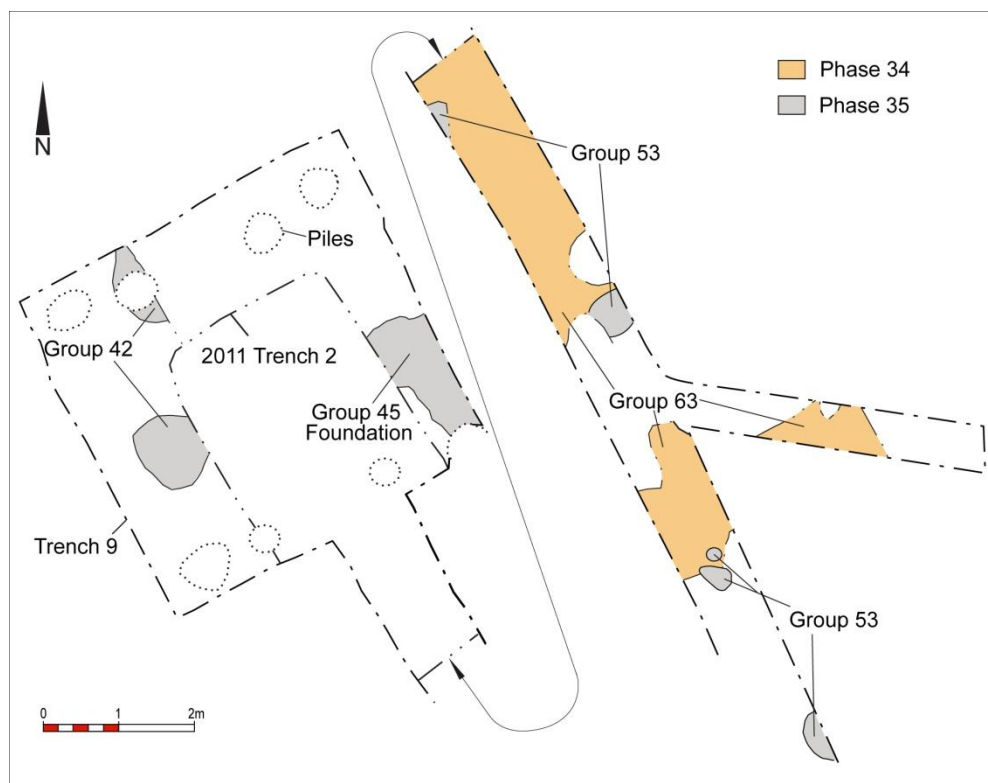 Phase 34
Phase 35
N
Group 53
Piles
Group 42
2011 Trench 2
Group 45
Foundation
Group 63
Trench 9
Group 53
0 1 2m